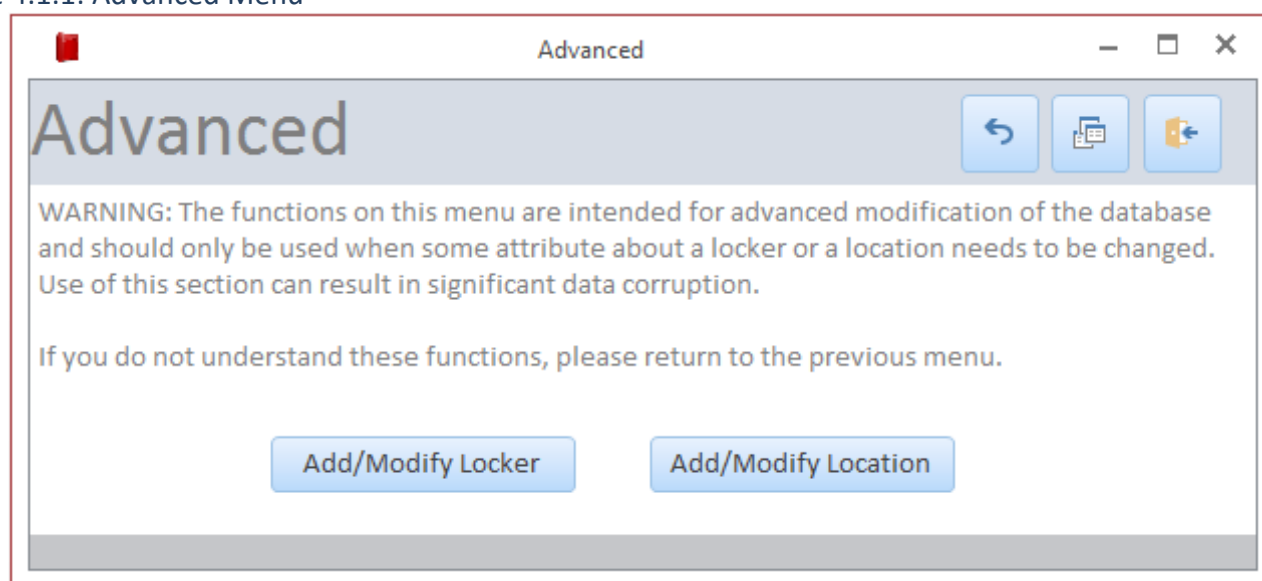 4.1.1: Advanced Menu
Advanced
Advanced
WARNING: The functions on this menu are intended for advanced modification of the database
and should only be used when some attribute about a locker or a location needs to be changed.
Use of this section can result in significant data corruption.
If you do not understand these functions, please return to the previous menu.
Add/Modify Locker
Add/Modify Location